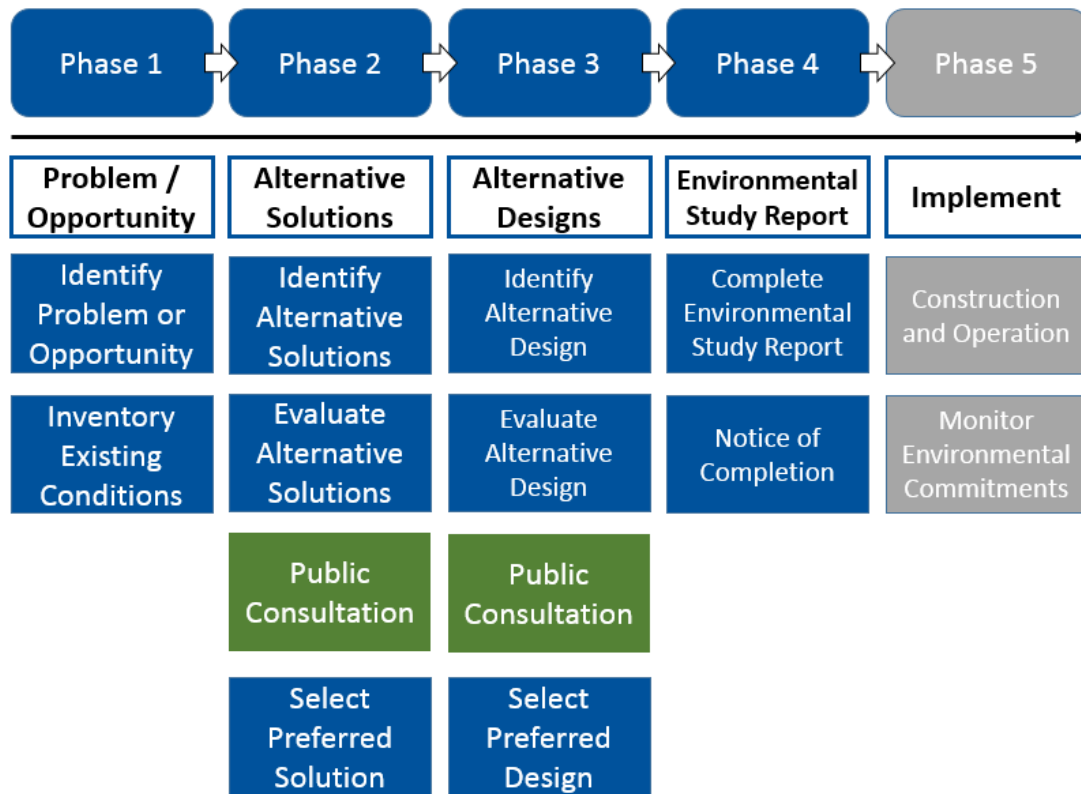 Phase 1
Phase 2
Phase 3
Phase 4
Phase 5
Problem /
Opportunity
Alternative
Solutions
Alternative
Designs
Environmental
Study Report
Implement
Identify
Problem or
Opportunity
Identify
Alternative
Solutions
Identify
Alternative
Design
Complete
Environmental
Study Report
Construction
and Operation
Inventory
Existing
Conditions
Evaluate
Alternative
Solutions
Evaluate
Alternative
Design
Notice of
Completion
Monitor
Environmental
Commitments
Public
Consultation
Public
Consultation
Select
Preferred
Solution
Select
Preferred
Design